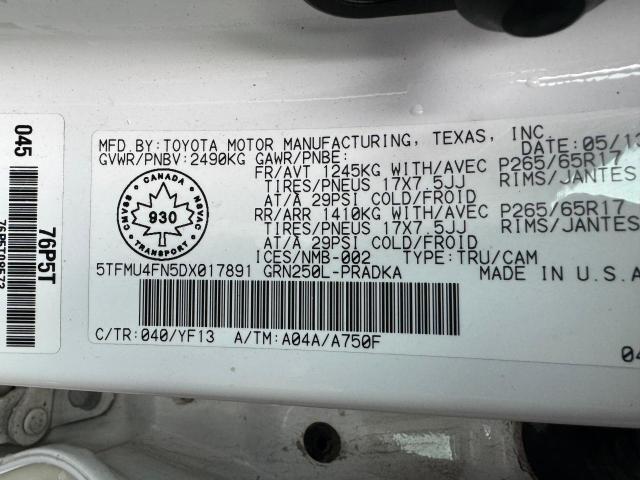 MFD.BY:TOYOTA MOTOR MANUFACTURING, TEXAS, INC. DATE:05/13
GVWR/PNBV:2490KG GAWR/PNBE:
FR/AVT 1245KG WITH/AVEC P265/65R17
TIRES/PNEUS 17X7.5JJ RIMS/JANTES
AT/A 29PSI COLD/FROID
RR/ARR 1410KG WITH/AVEC P265/65R17
TIRES/PNEUS 17X7.5JJ RIMS/JANTES
AT/A 29PSI COLD/FROID
ICES/NMB-002 TYPE:TRU/CAM
5TFMU4FN5DX017891 GRN250L-PRADKA MADE IN U.S.A
C/TR:040/YF13 A/TM:A04A/A750F
04
CANADA
930
TRANSPORT
CMVSS
NSVAC
045
76P5T